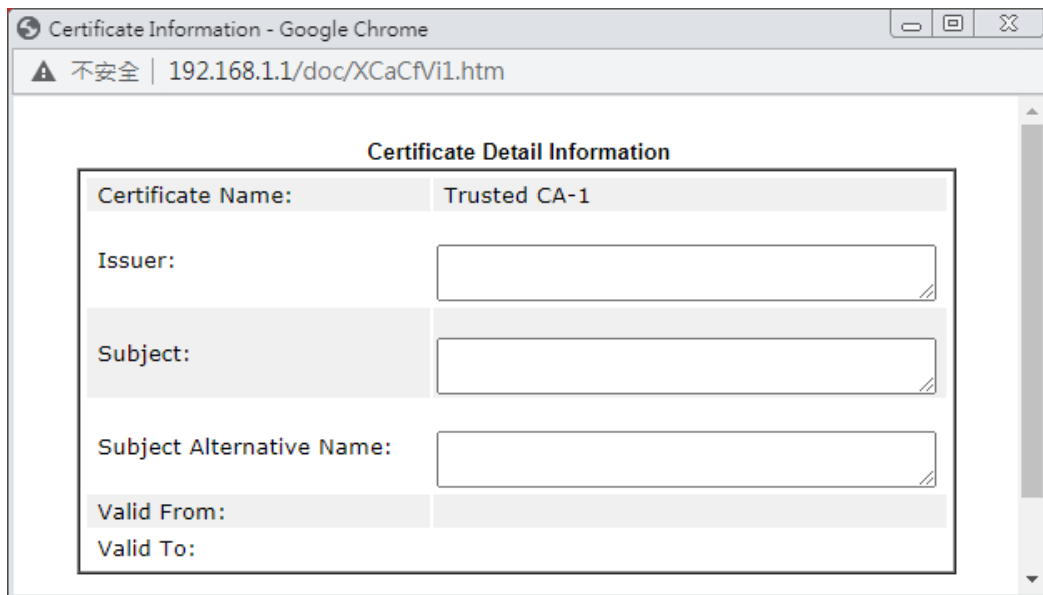 Certificate Information - Google Chrome
不安全 | 192.168.1.1/doc/XCaCfVi1.htm
Certificate Detail Information
Certificate Name: Trusted CA-1
Issuer:
Subject:
Subject Alternative Name:
Valid From:
Valid To: